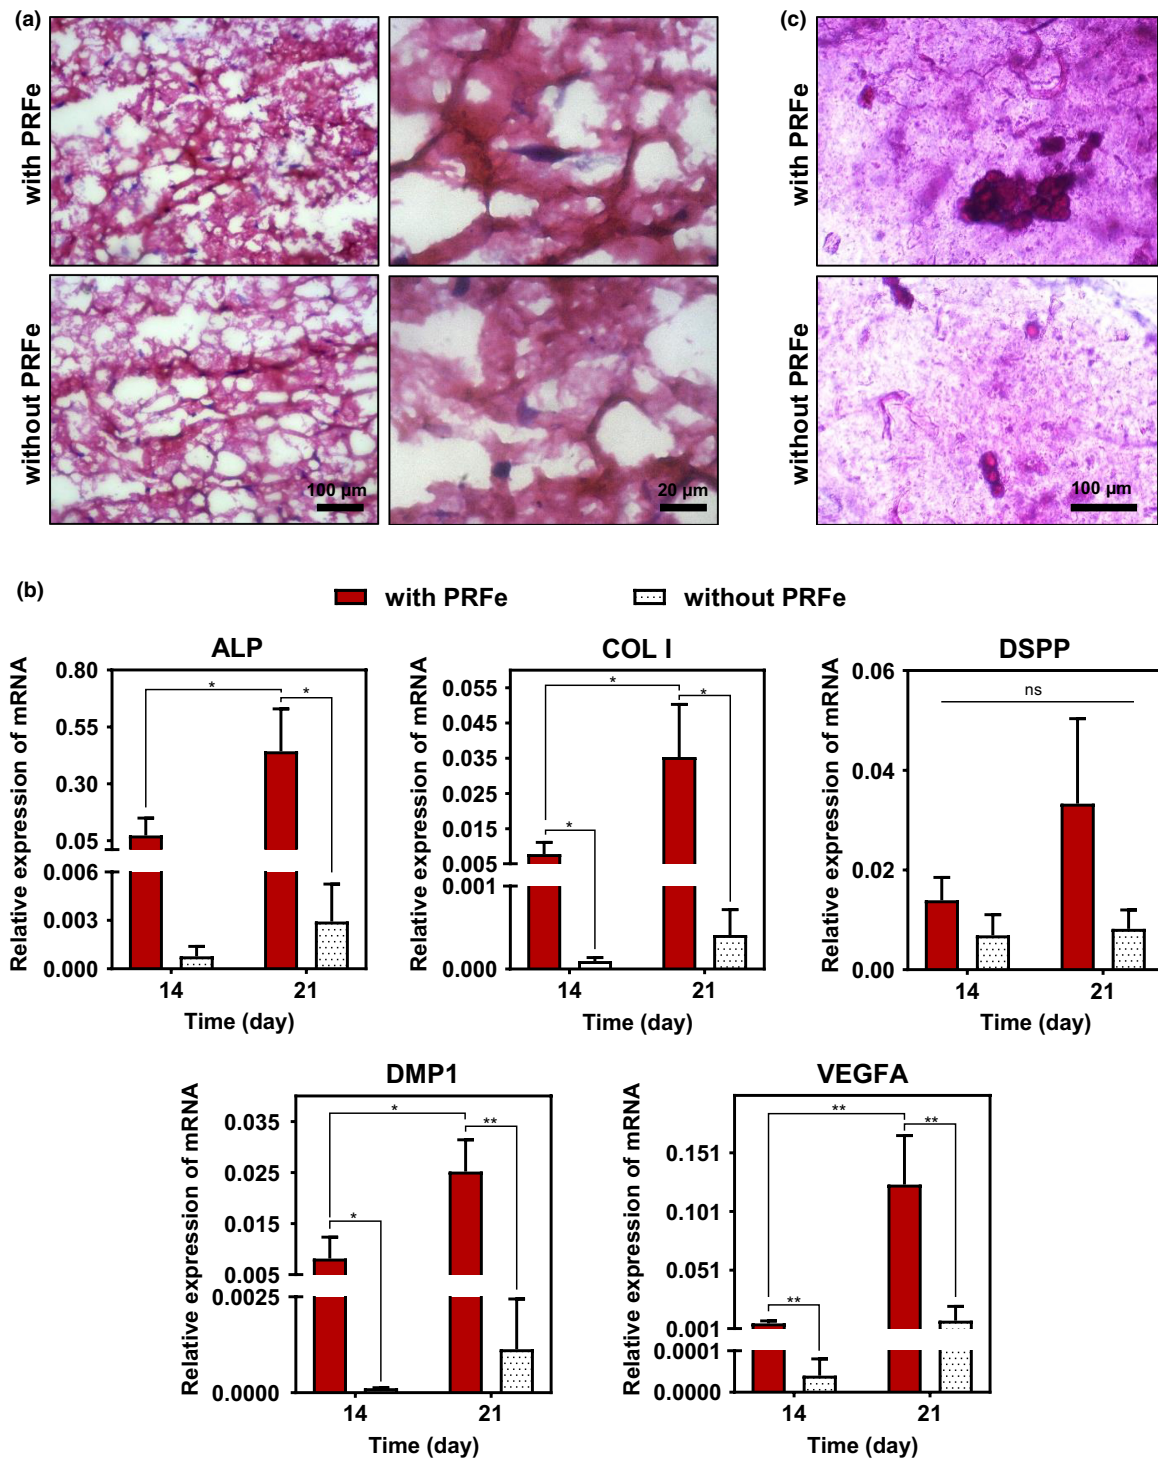 (a)
(c)
with PRFe
with PRFe
without PRFe
100 µm
20 µm
without PRFe
100 µm
(b)
with PRFe
without PRFe
ALP
Relative expression of mRNA
0.80
0.55
0.30
0.05
0.006
0.003
0.000
*
*
14
21
Time (day)
COL I
Relative expression of mRNA
0.055
0.045
0.035
0.025
0.015
0.005
0.001
0.000
*
*
*
14
21
Time (day)
DSPP
Relative expression of mRNA
0.06
0.04
0.02
0.00
ns
14
21
Time (day)
DMP1
Relative expression of mRNA
0.035
0.025
0.015
0.005
0.0025
0.0000
*
**
*
14
21
Time (day)
VEGFA
Relative expression of mRNA
0.151
0.101
0.051
0.001
0.0001
0.0000
**
**
**
14
21
Time (day)